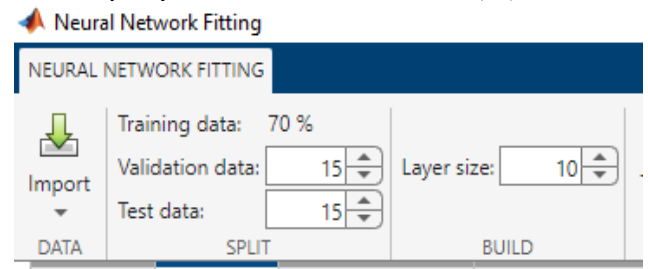 Neural Network Fitting
NEURAL NETWORK FITTING
Import
DATA
Training data: 70 %
Validation data: 15
Test data: 15
SPLIT
Layer size: 10
BUILD